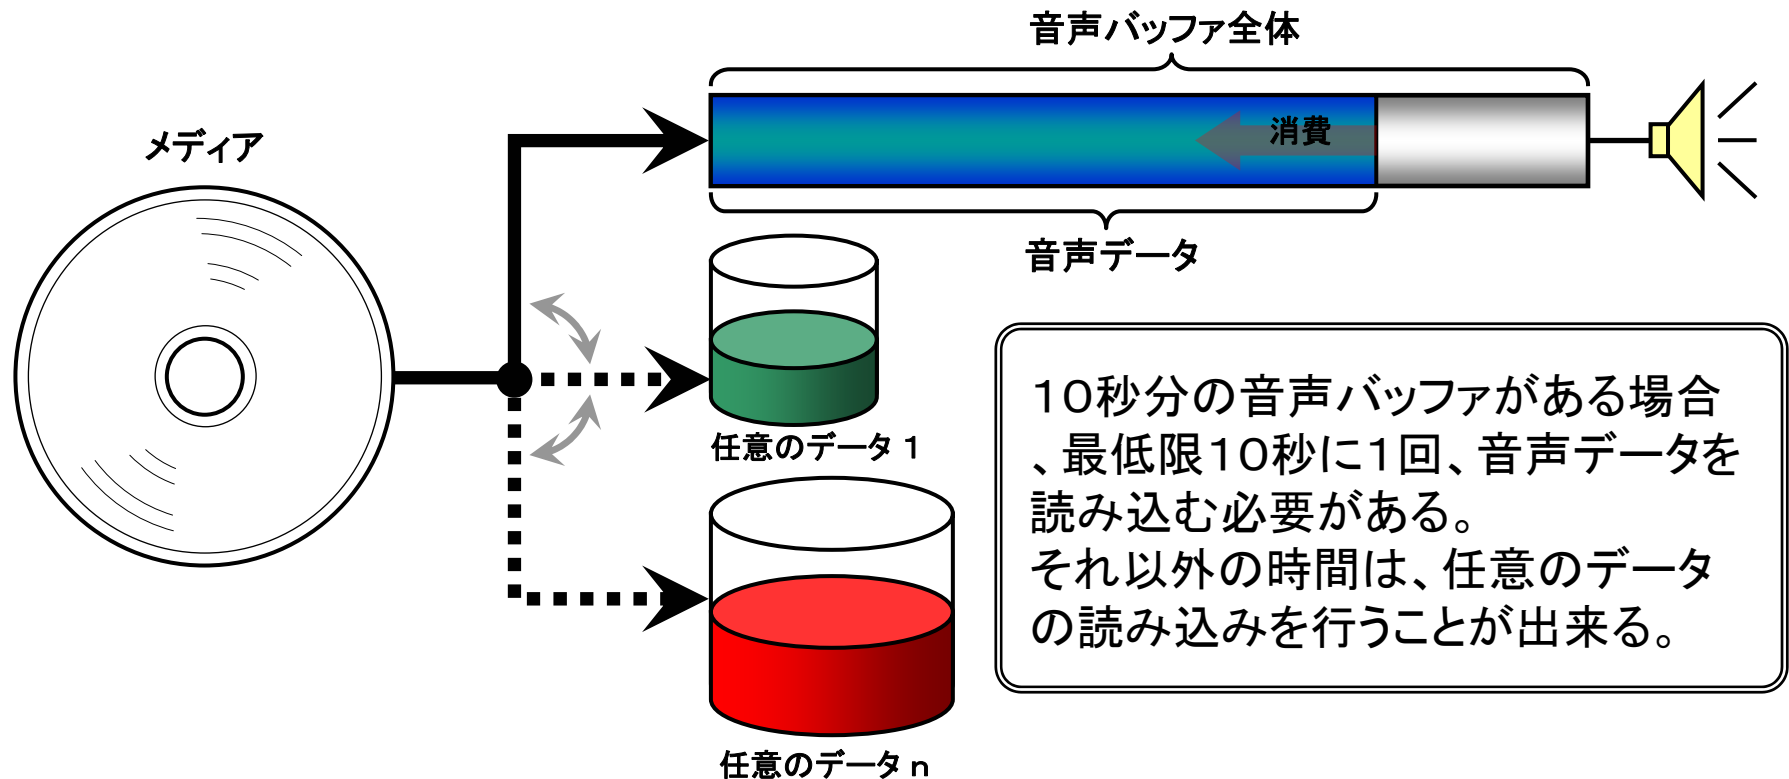 音声バッファ全体
メディア
消費
音声データ
任意のデータ1
任意のデータn
10秒分の音声バッファがある場合
、最低限10秒に1回、音声データを
読み込む必要がある。
それ以外の時間は、任意のデータ
の読み込みを行うことが出来る。